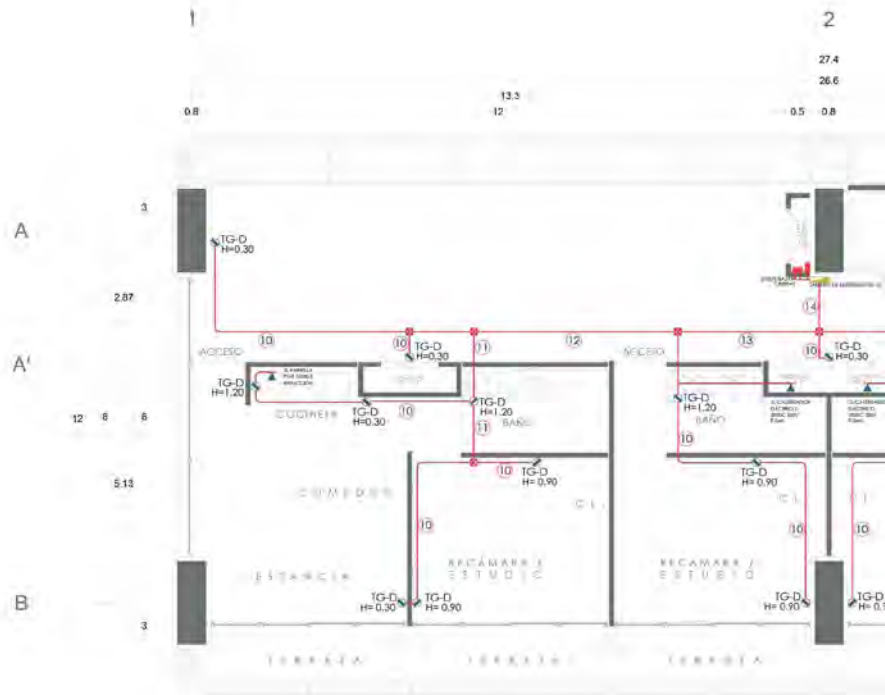 1
2
27.4
26.6
13.3
0.8
12
0.5
0.8
3
A
TG-D
H=0.30
2.87
14
10
10
11
12
13
10
TG-D
H=0.30
TG-D
H=0.30
ACCESO
ACCESO
A'
TG-D
H=1.20
TG-D
H=0.30
10
TG-D
H=1.20
TG-D
H=1.20
COCINETA
BAÑO
BAÑO
12
8
6
11
10
10
TG-D
H= 0.90
TG-D
H= 0.90
5.13
COMEDOR
CL.
CL.
CL
10
10
10
ESTANCIA
RECAMARA /
ESTUDIO
RECAMARA /
ESTUDIO
B
TG-D
H= 0.30
TG-D
H= 0.90
TG-D
H= 0.90
TG-D
3
TERRAZA
TERRAZA
TERRAZA